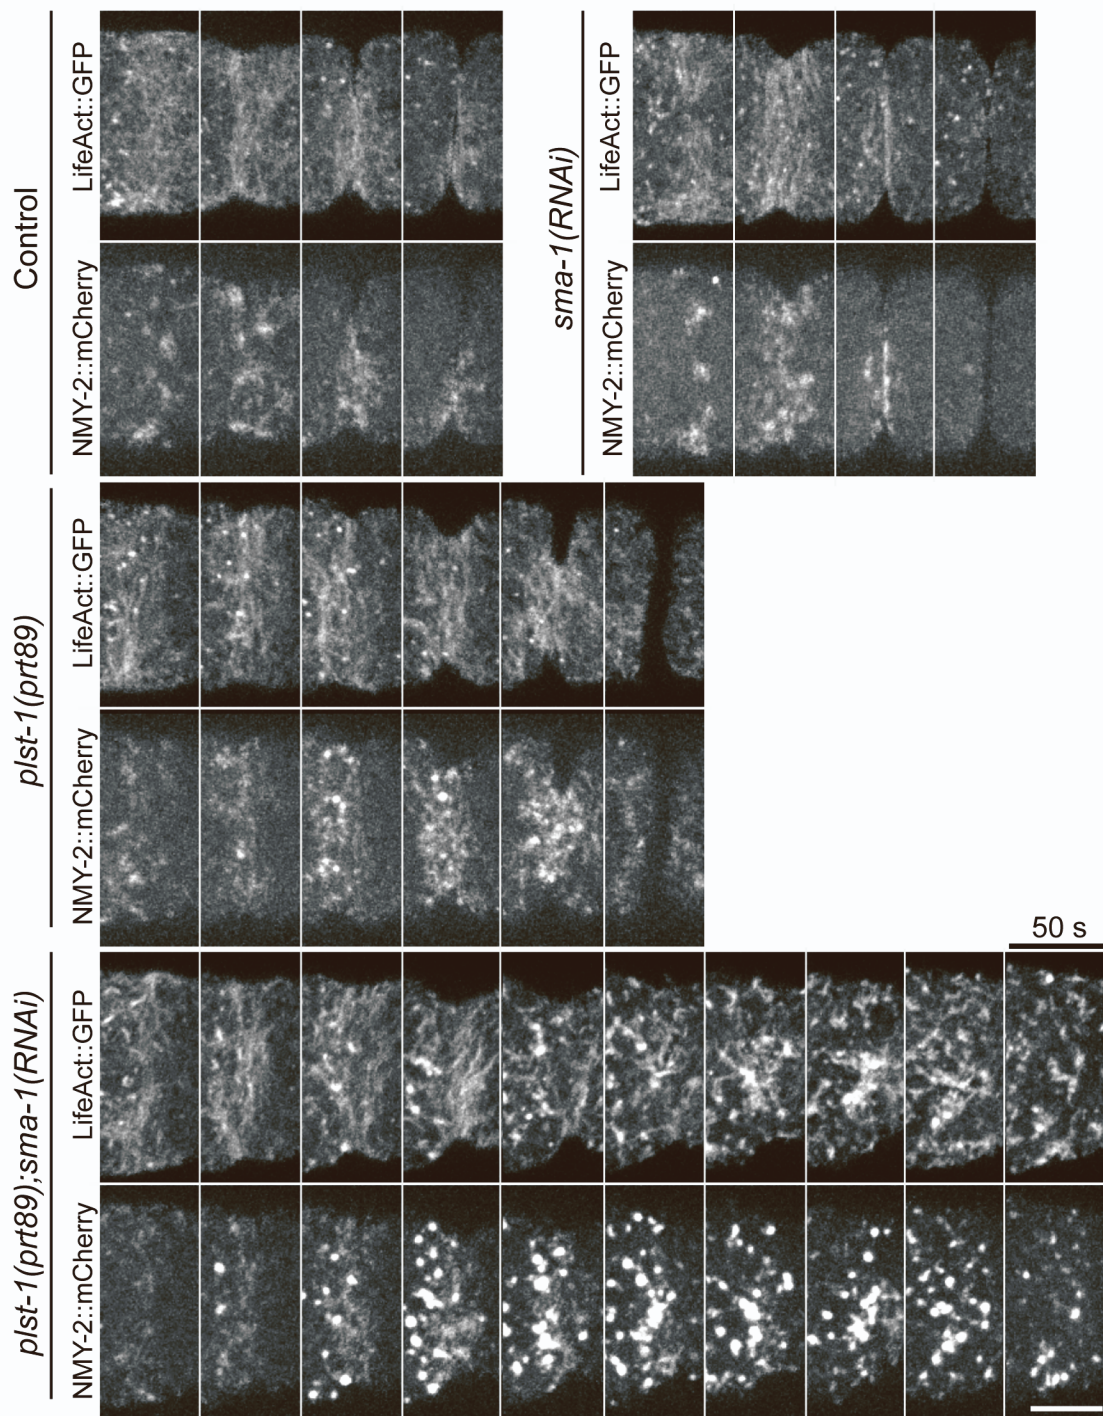 Control
LifeAct::GFP
NMY-2::mCherry
sma-1(RNAi)
LifeAct::GFP
NMY-2::mCherry
plst-1(prt89)
LifeAct::GFP
NMY-2::mCherry
50 s
plst-1(prt89);sma-1(RNAi)
LifeAct::GFP
NMY-2::mCherry